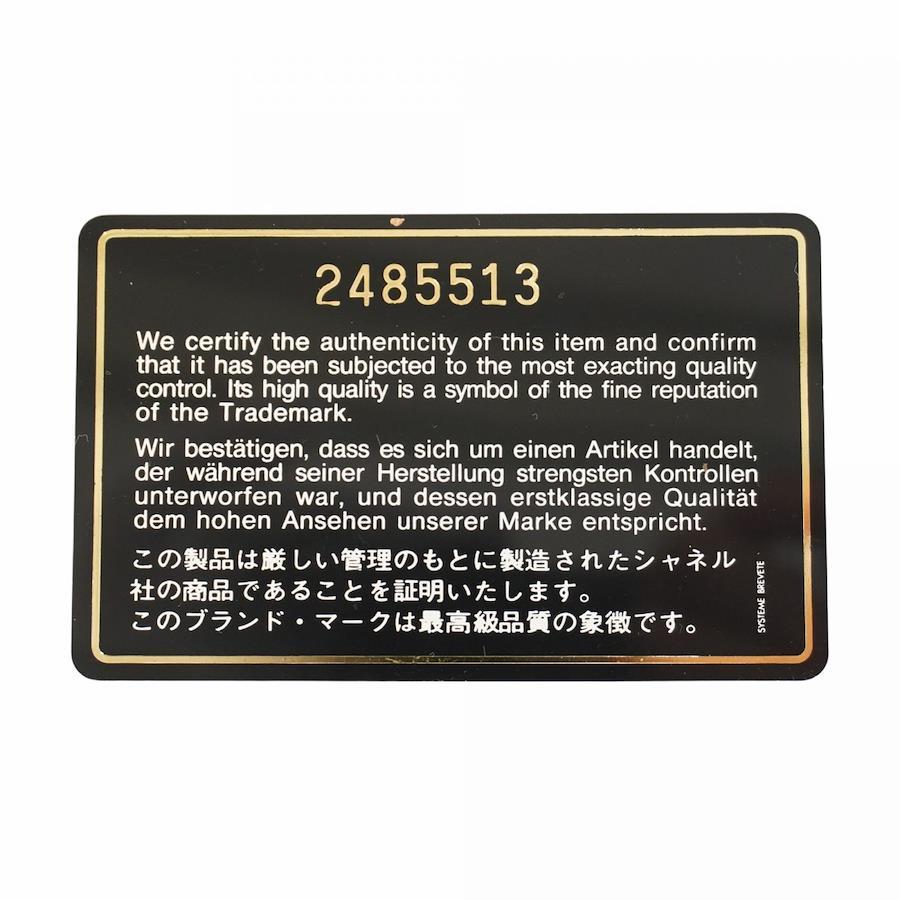 2485513
We certify the authenticity of this item and confirm
that it has been subjected to the most exacting quality
control. Its high quality is a symbol of the fine reputation
of the Trademark.
Wir bestätigen, dass es sich um einen Artikel handelt,
der während seiner Herstellung strengsten Kontrollen
unterworfen war, und dessen erstklassige Qualität
dem hohen Ansehen unserer Marke entspricht.
この製品は厳しい管理のもとに製造されたシャネル
社の商品であることを証明いたします。
このブランド・マークは最高級品質の象徴です。
SYSTEME BREVETE